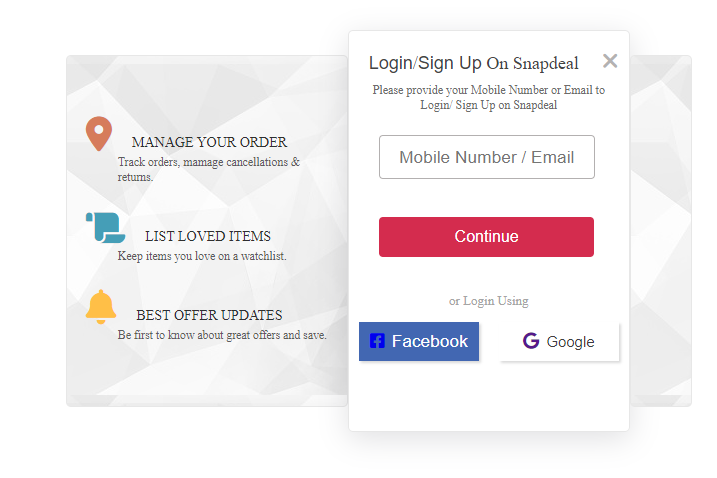 MANAGE YOUR ORDER
Track orders, mamage cancellations &
returns.
LIST LOVED ITEMS
Keep items you love on a watchlist.
BEST OFFER UPDATES
Be first to know about great offers and save.
Login/Sign Up On Snapdeal
Please provide your Mobile Number or Email to
Login/ Sign Up on Snapdeal
Mobile Number / Email
Continue
or Login Using
Facebook
Google